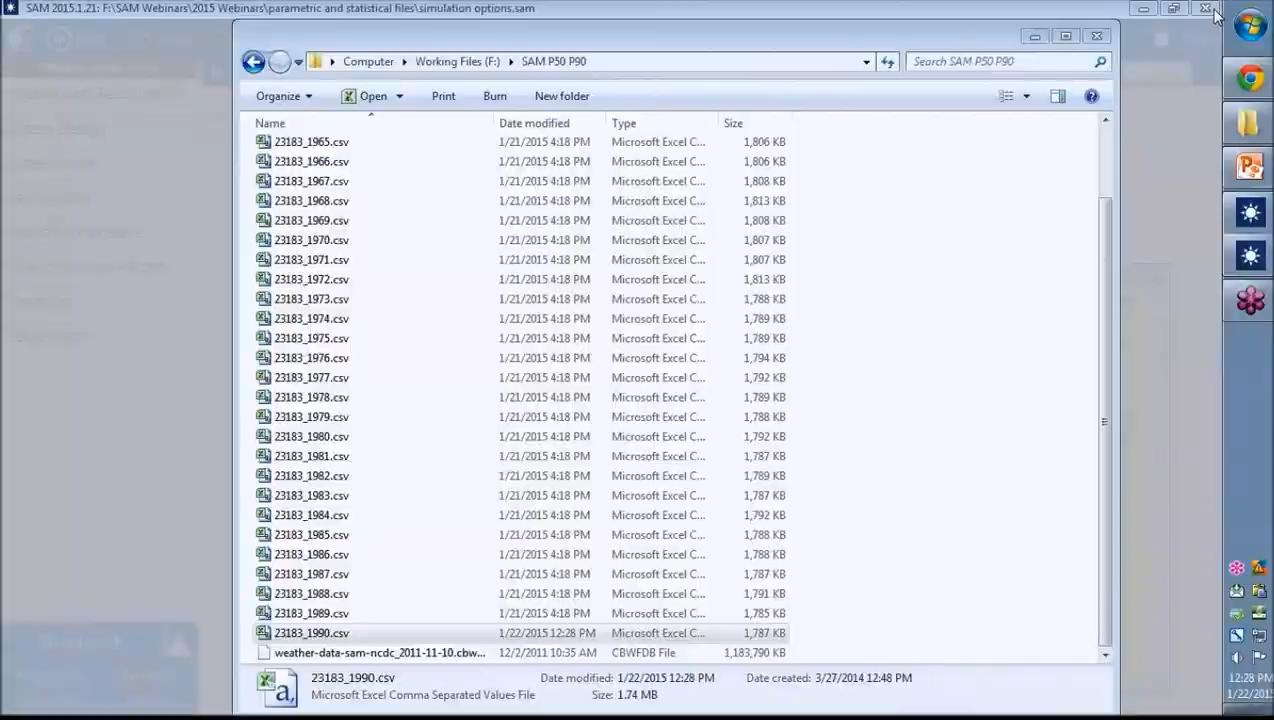 SAM 2015.1.21: F:\SAM Webinars\2015 Webinars\parametric and statistical files\simulation options.sam
Computer ▸ Working Files (F:) ▸ SAM P50 P90
Search SAM P50 P90
Organize Open Print Burn New folder
Name Date modified Type Size
23183_1965.csv 1/21/2015 4:18 PM Microsoft Excel C... 1,806 KB
23183_1966.csv 1/21/2015 4:18 PM Microsoft Excel C... 1,806 KB
23183_1967.csv 1/21/2015 4:18 PM Microsoft Excel C... 1,808 KB
23183_1968.csv 1/21/2015 4:18 PM Microsoft Excel C... 1,813 KB
23183_1969.csv 1/21/2015 4:18 PM Microsoft Excel C... 1,808 KB
23183_1970.csv 1/21/2015 4:18 PM Microsoft Excel C... 1,807 KB
23183_1971.csv 1/21/2015 4:18 PM Microsoft Excel C... 1,807 KB
23183_1972.csv 1/21/2015 4:18 PM Microsoft Excel C... 1,813 KB
23183_1973.csv 1/21/2015 4:18 PM Microsoft Excel C... 1,788 KB
23183_1974.csv 1/21/2015 4:18 PM Microsoft Excel C... 1,789 KB
23183_1975.csv 1/21/2015 4:18 PM Microsoft Excel C... 1,789 KB
23183_1976.csv 1/21/2015 4:18 PM Microsoft Excel C... 1,794 KB
23183_1977.csv 1/21/2015 4:18 PM Microsoft Excel C... 1,792 KB
23183_1978.csv 1/21/2015 4:18 PM Microsoft Excel C... 1,789 KB
23183_1979.csv 1/21/2015 4:18 PM Microsoft Excel C... 1,788 KB
23183_1980.csv 1/21/2015 4:18 PM Microsoft Excel C... 1,792 KB
23183_1981.csv 1/21/2015 4:18 PM Microsoft Excel C... 1,787 KB
23183_1982.csv 1/21/2015 4:18 PM Microsoft Excel C... 1,789 KB
23183_1983.csv 1/21/2015 4:18 PM Microsoft Excel C... 1,787 KB
23183_1984.csv 1/21/2015 4:18 PM Microsoft Excel C... 1,792 KB
23183_1985.csv 1/21/2015 4:18 PM Microsoft Excel C... 1,788 KB
23183_1986.csv 1/21/2015 4:18 PM Microsoft Excel C... 1,788 KB
23183_1987.csv 1/21/2015 4:18 PM Microsoft Excel C... 1,787 KB
23183_1988.csv 1/21/2015 4:18 PM Microsoft Excel C... 1,791 KB
23183_1989.csv 1/21/2015 4:18 PM Microsoft Excel C... 1,785 KB
23183_1990.csv 1/22/2015 12:28 PM Microsoft Excel C... 1,787 KB
weather-data-sam-ncdc_2011-11-10.cbw... 12/2/2011 10:35 AM CBWFDB File 1,183,790 KB
23183_1990.csv Date modified: 1/22/2015 12:28 PM Date created: 3/27/2014 12:48 PM
Microsoft Excel Comma Separated Values File Size: 1.74 MB
12:28 PM
1/22/2015